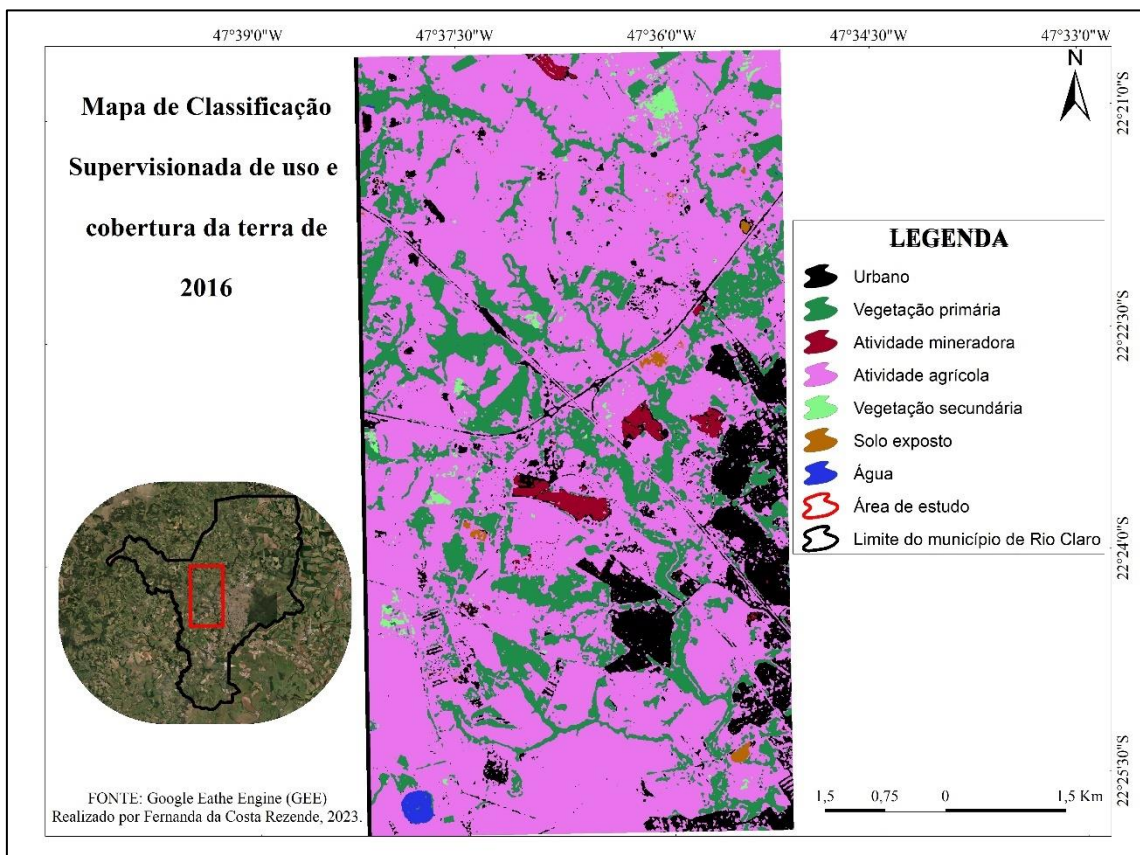 47°39'0"W 47°37'30"W 47°36'0"W 47°34'30"W 47°33'0"W
Mapa de Classificação
Supervisionada de uso e
cobertura da terra de
2016
N
22°21'0"S
22°22'30"S
22°24'0"S
22°25'30"S
LEGENDA
Urbano
Vegetação primária
Atividade mineradora
Atividade agrícola
Vegetação secundária
Solo exposto
Água
Área de estudo
Limite do município de Rio Claro
FONTE: Google Eathe Engine (GEE)
Realizado por Fernanda da Costa Rezende, 2023.
1,5 0,75 0 1,5 Km